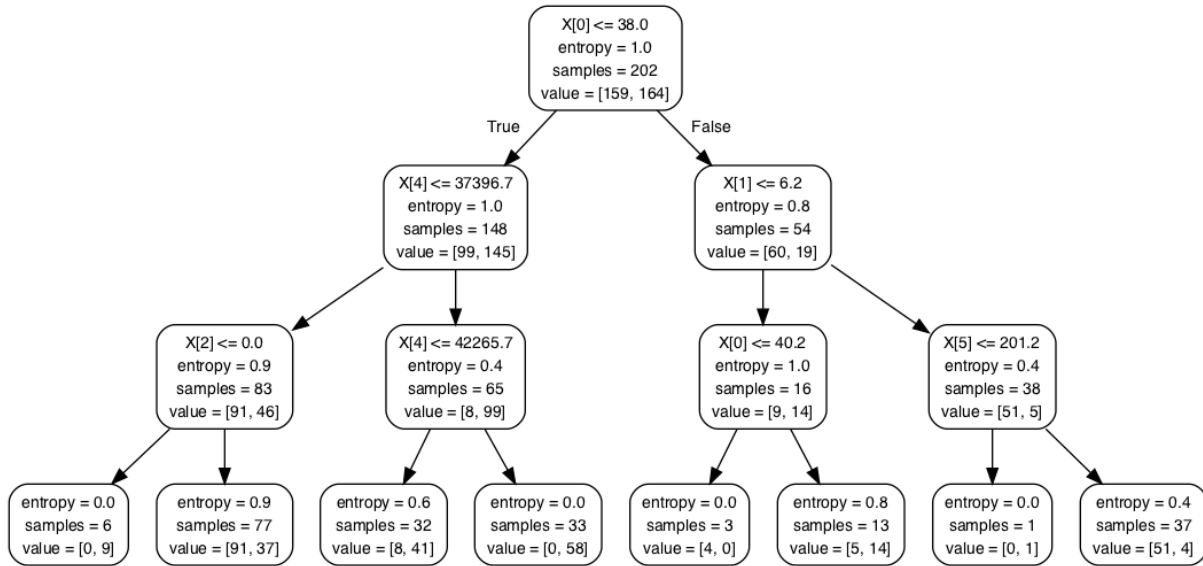 X[0] <= 38.0
entropy = 1.0
samples = 202
value = [159, 164]
True
False
X[4] <= 37396.7
entropy = 1.0
samples = 148
value = [99, 145]
X[1] <= 6.2
entropy = 0.8
samples = 54
value = [60, 19]
X[2] <= 0.0
entropy = 0.9
samples = 83
value = [91, 46]
X[4] <= 42265.7
entropy = 0.4
samples = 65
value = [8, 99]
X[0] <= 40.2
entropy = 1.0
samples = 16
value = [9, 14]
X[5] <= 201.2
entropy = 0.4
samples = 38
value = [51, 5]
entropy = 0.0
samples = 6
value = [0, 9]
entropy = 0.9
samples = 77
value = [91, 37]
entropy = 0.6
samples = 32
value = [8, 41]
entropy = 0.0
samples = 33
value = [0, 58]
entropy = 0.0
samples = 3
value = [4, 0]
entropy = 0.8
samples = 13
value = [5, 14]
entropy = 0.0
samples = 1
value = [0, 1]
entropy = 0.4
samples = 37
value = [51, 4]